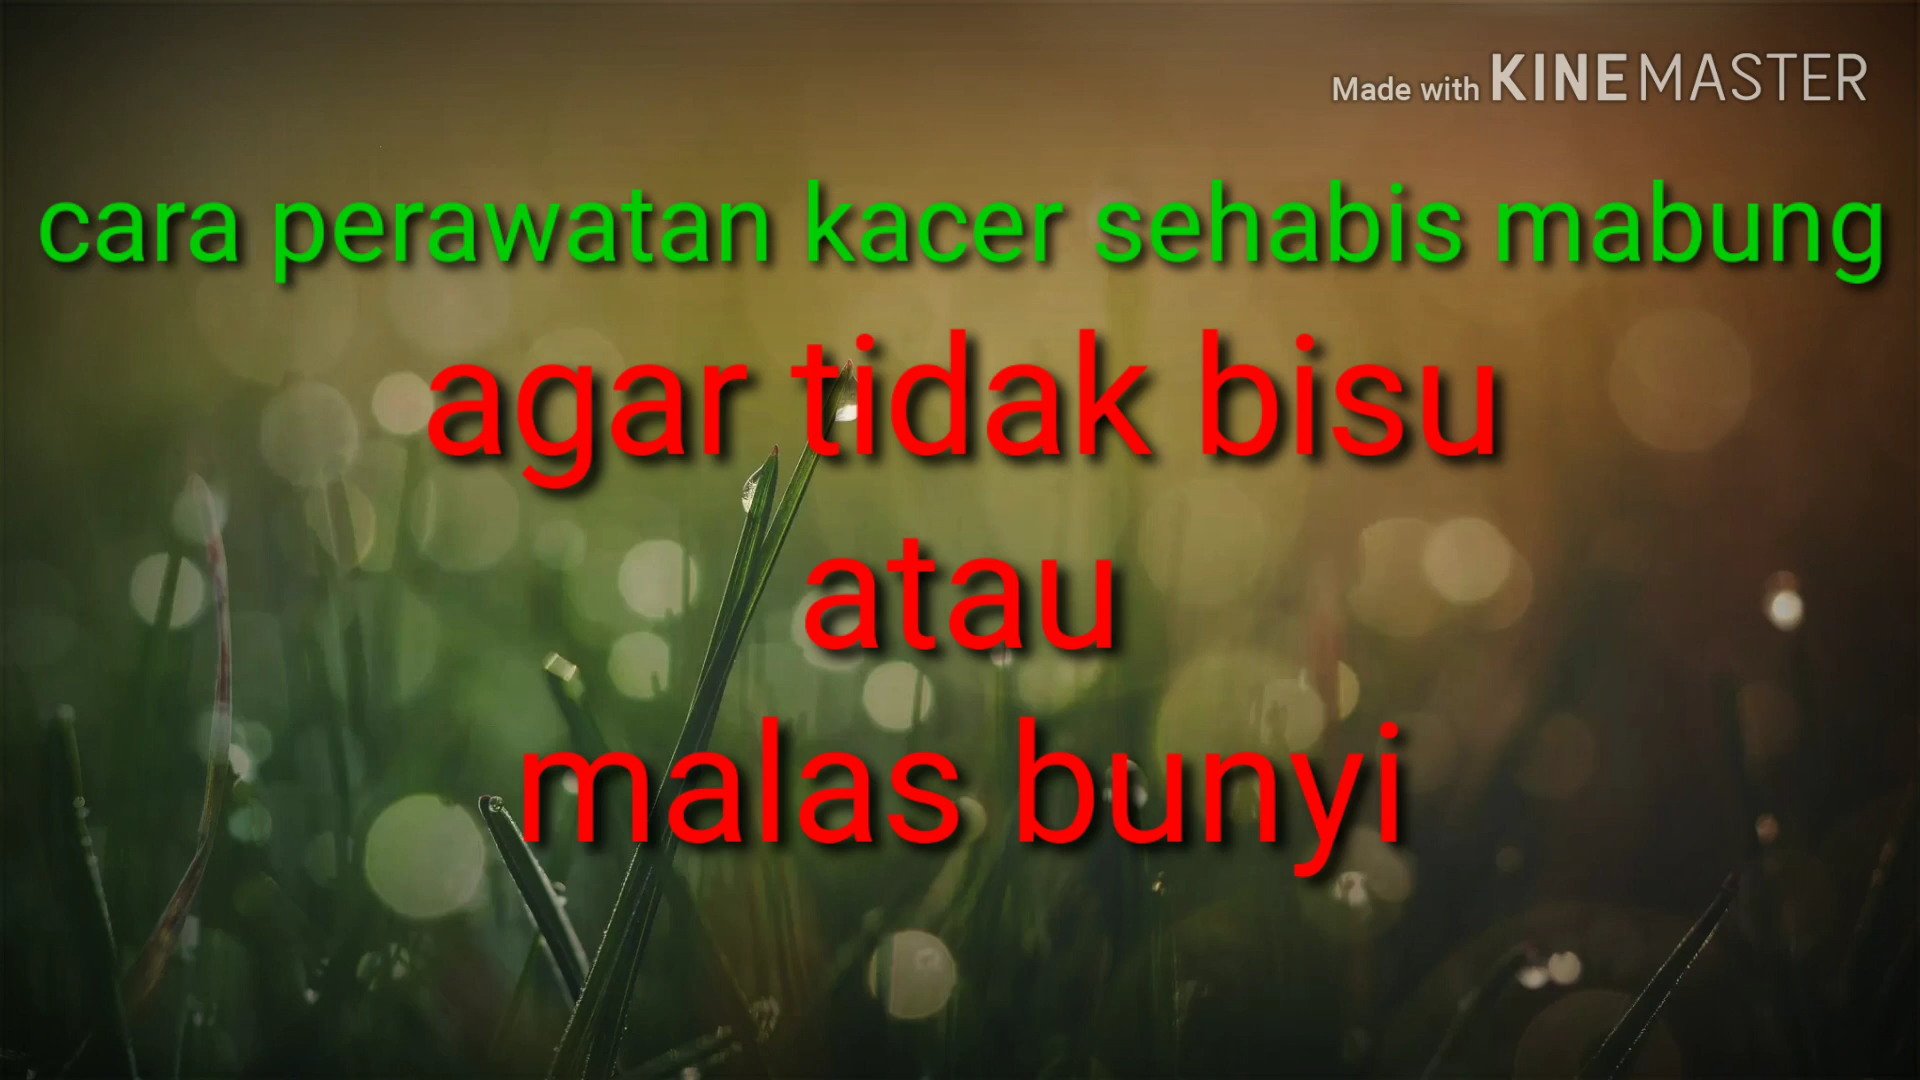 Made with KINEMASTER
cara perawatan kacer sehabis mabung
agar tidak bisu
atau
malas bunyi